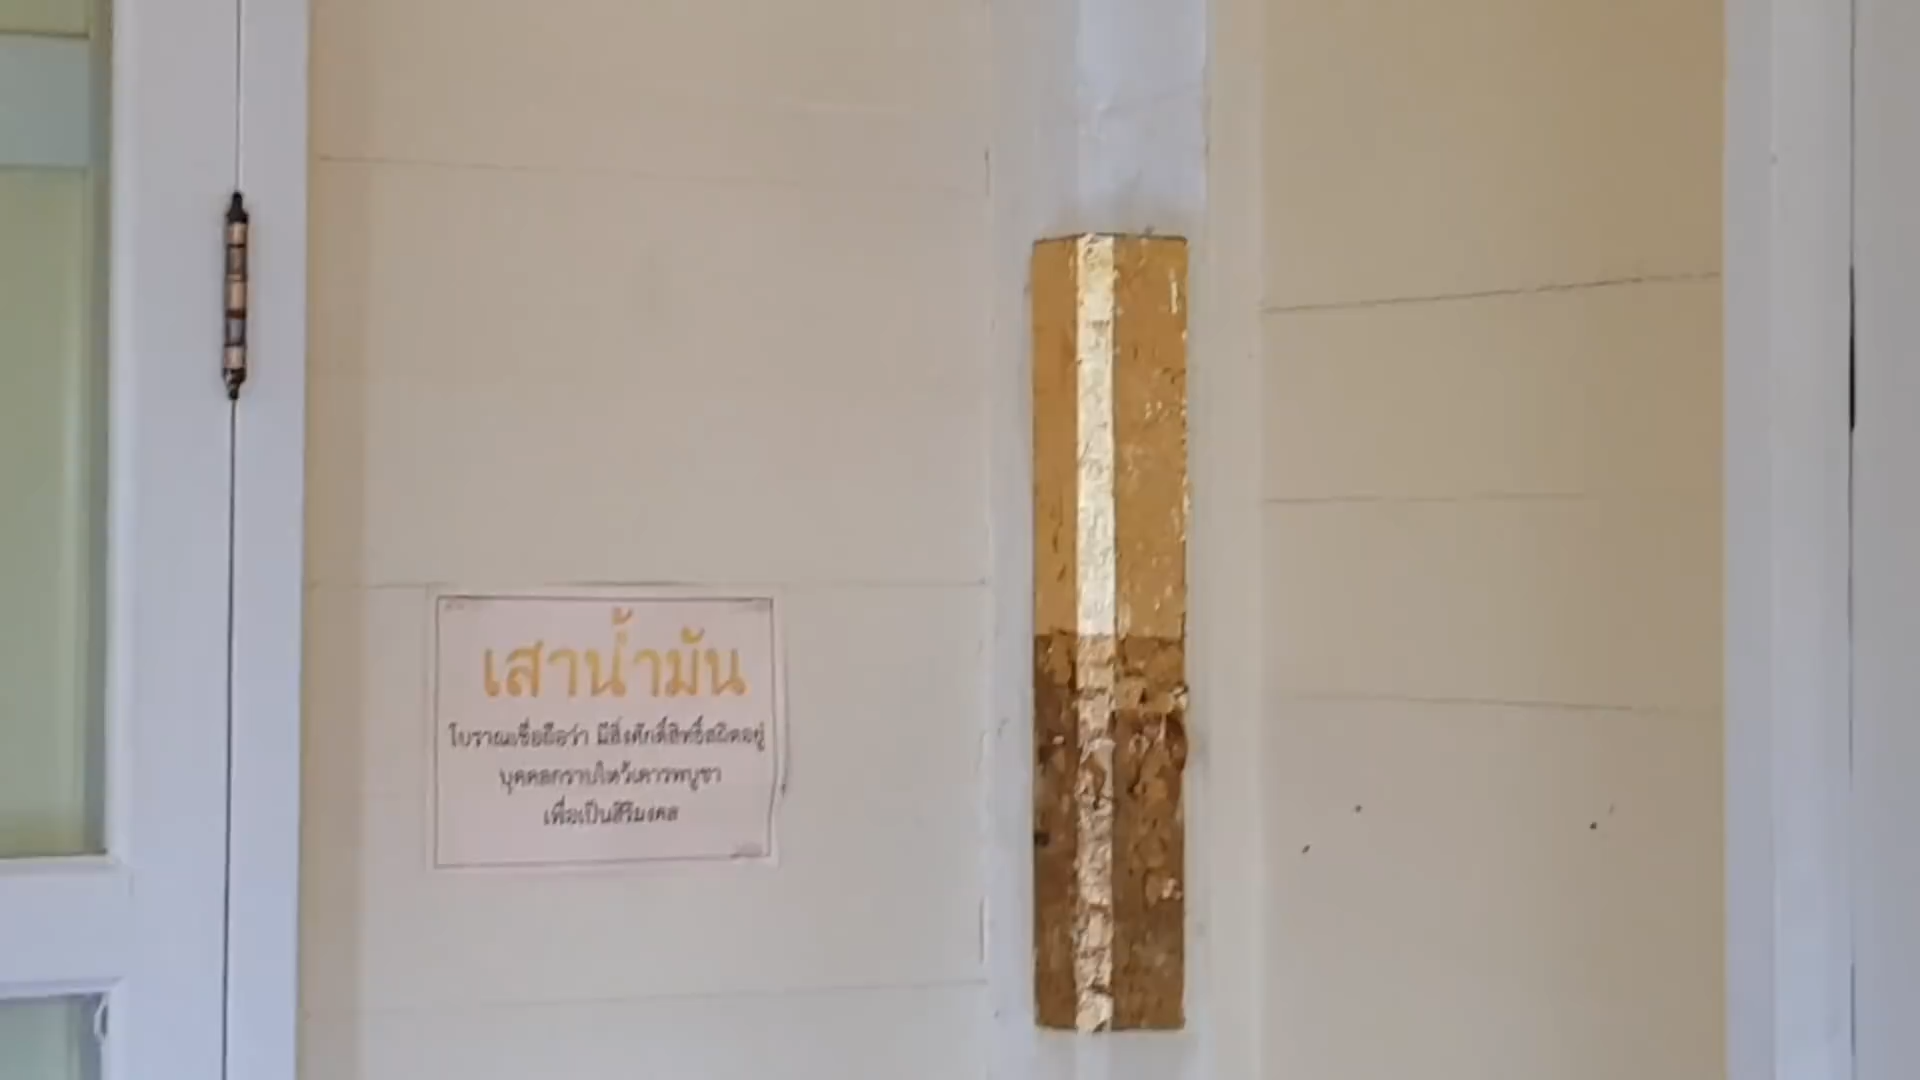 เสาน้ำมัน
โบราณเชื่อถือว่า มีสิ่งศักดิ์สิทธิ์สถิตอยู่
บุคคลกราบไหว้เคารพบูชา
เพื่อเป็นสิริมงคล